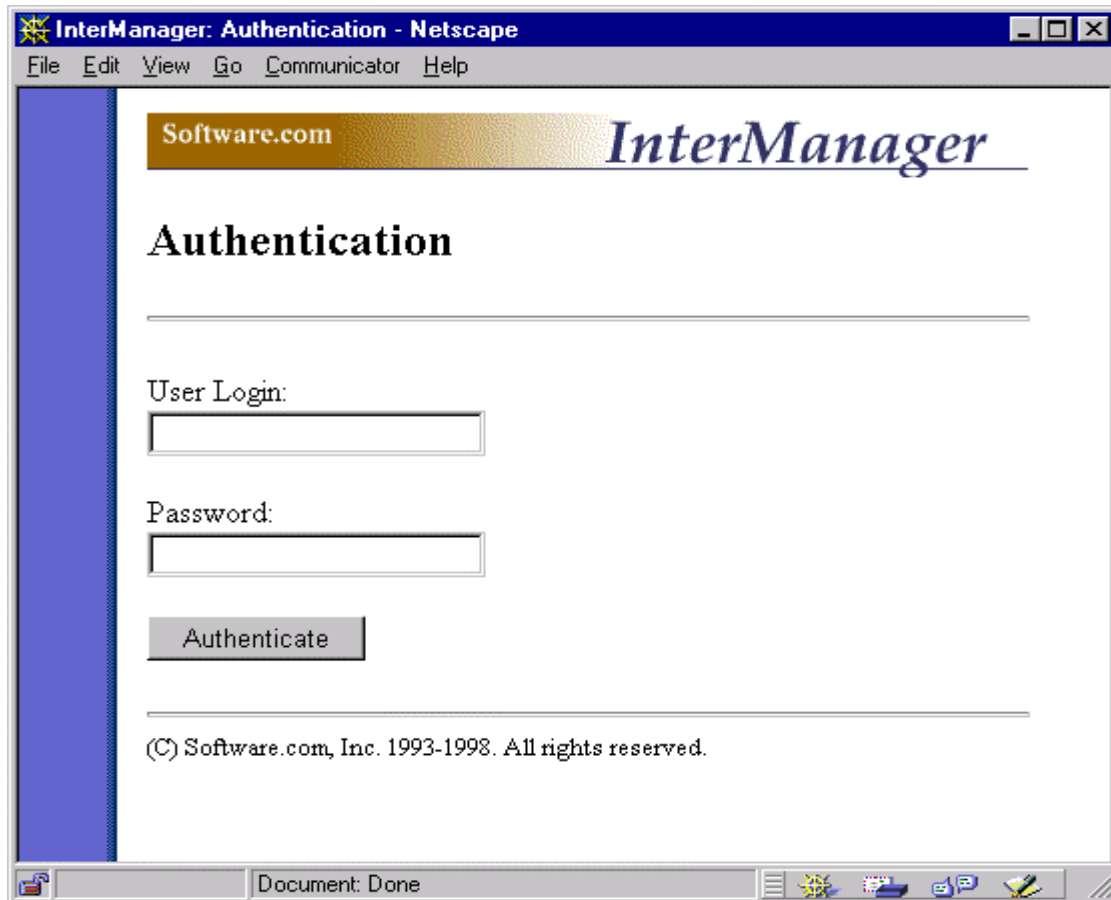 InterManager: Authentication - Netscape
File Edit View Go Communicator Help
Software.com InterManager
Authentication
User Login:
Password:
Authenticate
(C) Software.com, Inc. 1993-1998. All rights reserved.
Document: Done